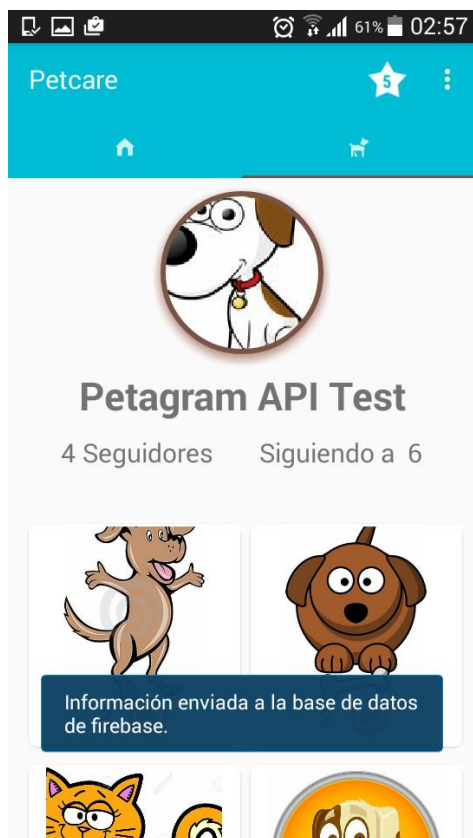 61% 02:57
Petcare
5
Petagram API Test
4 Seguidores Siguiendo a 6
Información enviada a la base de datos
de firebase.